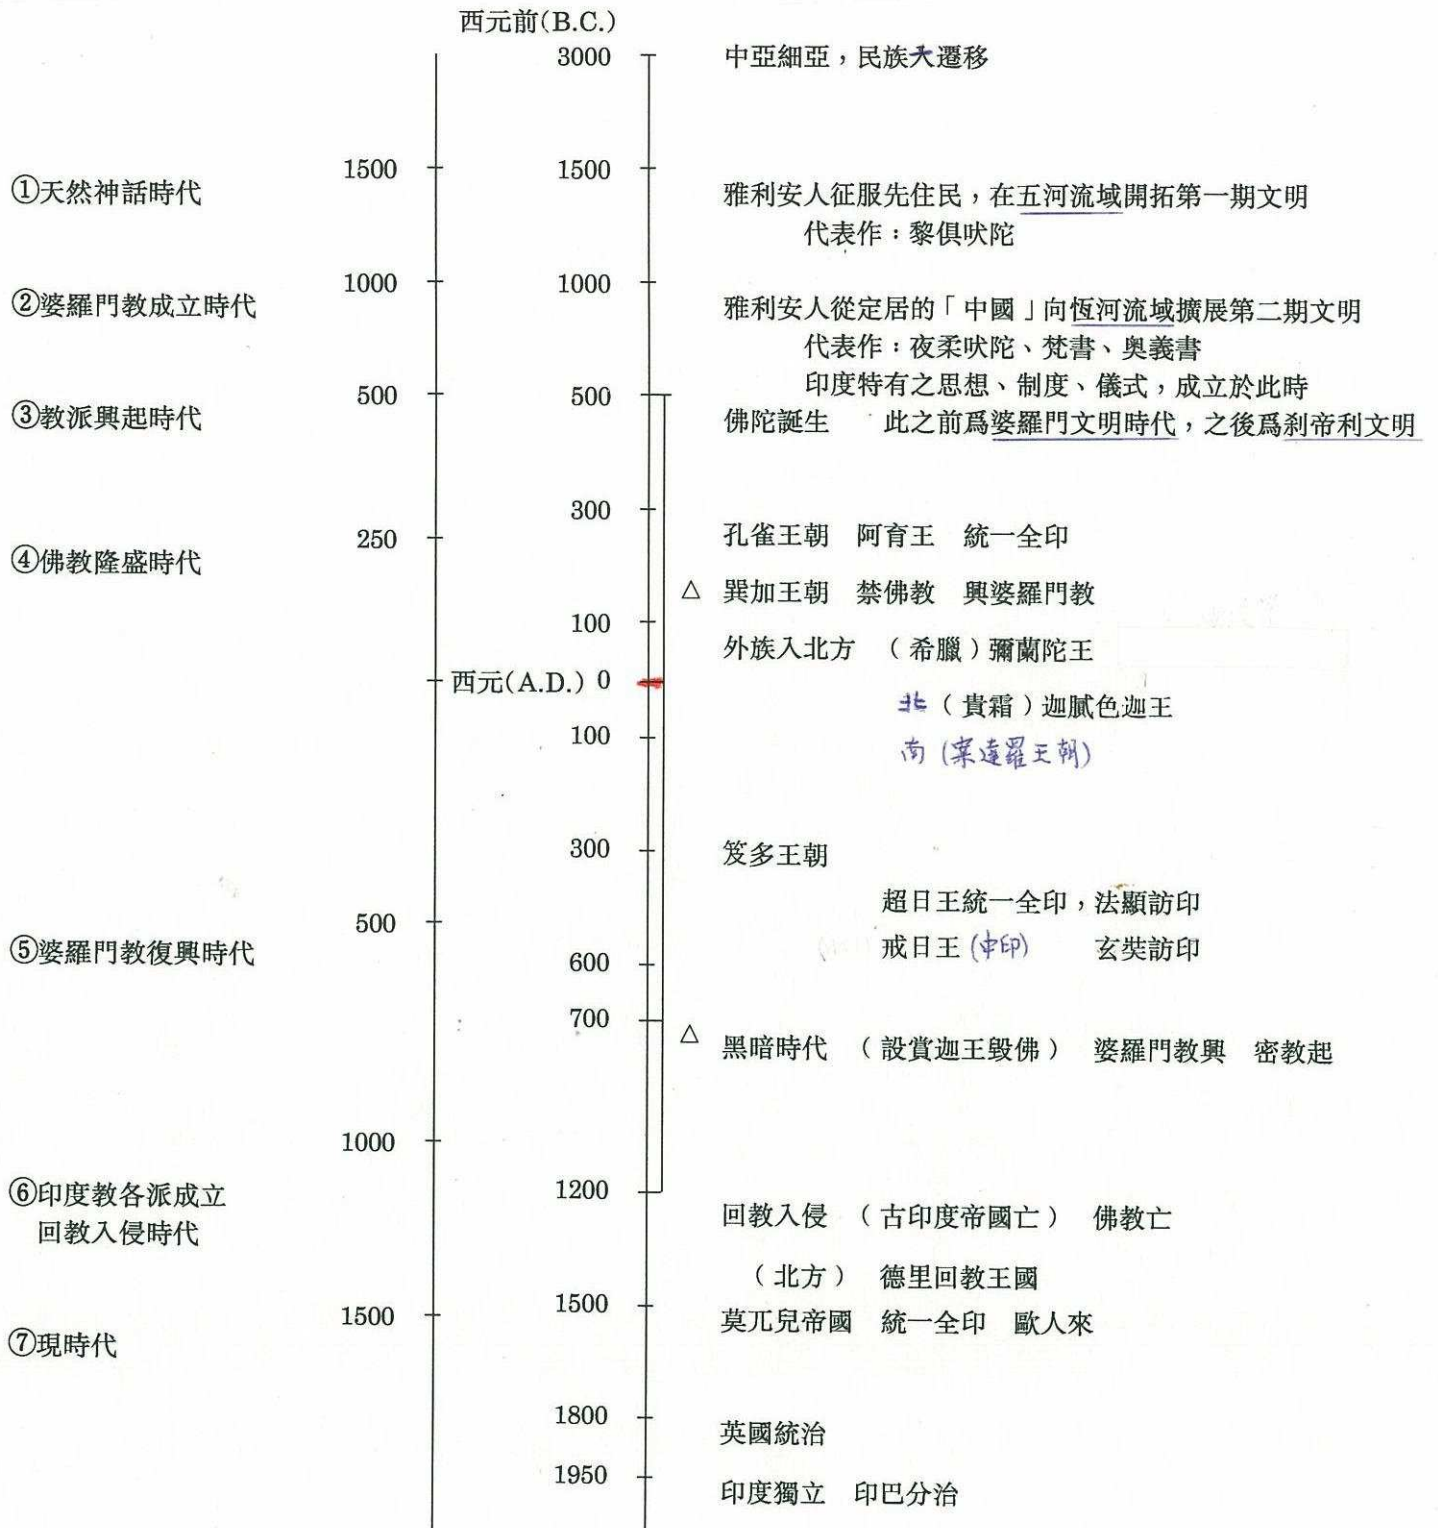 西元前(B.C.)
3000 中亞細亞，民族大遷移
1500 1500
①天然神話時代 雅利安人征服先住民，在五河流域開拓第一期文明
代表作：黎俱吠陀
1000 1000
②婆羅門教成立時代 雅利安人從定居的「中國」向恆河流域擴展第二期文明
代表作：夜柔吠陀、梵書、奧義書
印度特有之思想、制度、儀式，成立於此時
500 500
③教派興起時代 佛陀誕生 此之前爲婆羅門文明時代，之後爲刹帝利文明
300
250 孔雀王朝 阿育王 統一全印
④佛教隆盛時代
△ 巽加王朝 禁佛教 興婆羅門教
100
外族入北方 （希臘）彌蘭陀王
西元(A.D.) 0
北（貴霜）迦膩色迦王
100
南(案達羅王朝)
300 笈多王朝
超日王統一全印，法顯訪印
500
⑤婆羅門教復興時代 戒日王(中印) 玄奘訪印
600
700
△ 黑暗時代 （設賞迦王毀佛） 婆羅門教興 密教起
1000
1200
⑥印度教各派成立
回教入侵 （古印度帝國亡） 佛教亡
回教入侵時代
（北方） 德里回教王國
1500 1500
莫兀兒帝國 統一全印 歐人來
⑦現時代
1800
英國統治
1950
印度獨立 印巴分治